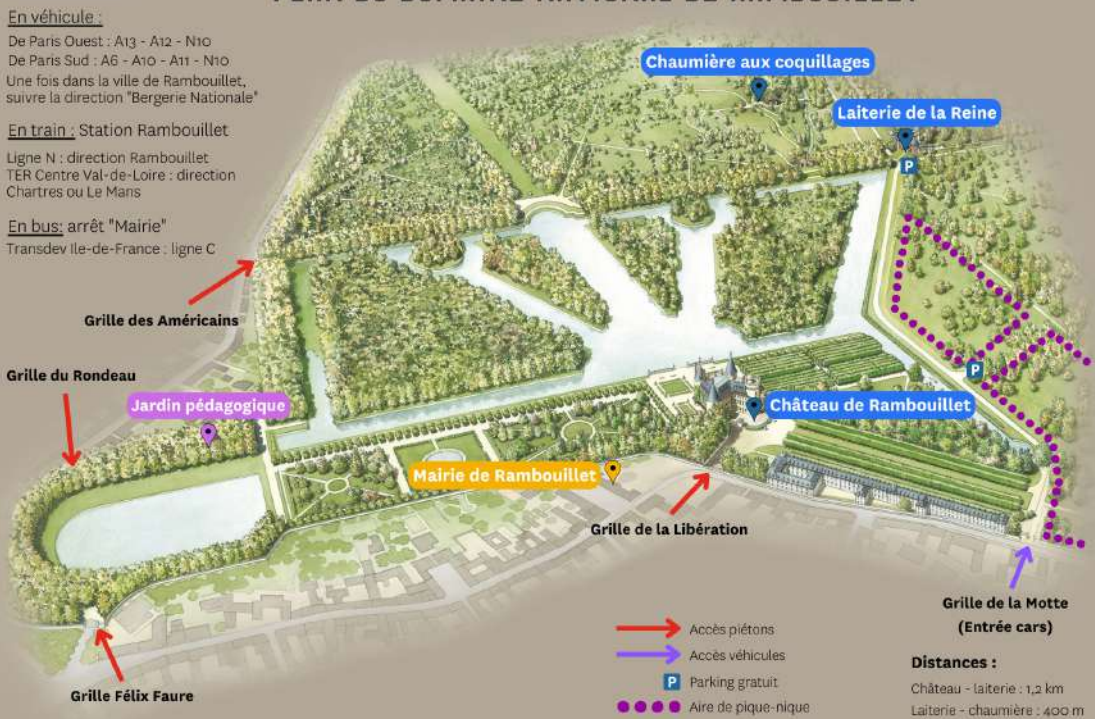 En véhicule :
De Paris Ouest : A13 - A12 - N10
De Paris Sud : A6 - A10 - A11 - N10
Une fois dans la ville de Rambouillet,
suivre la direction "Bergerie Nationale"
En train : Station Rambouillet
Ligne N : direction Rambouillet
TER Centre Val-de-Loire : direction
Chartres ou Le Mans
En bus: arrêt "Mairie"
Transdev Ile-de-France : ligne C
Chaumière aux coquillages
Laiterie de la Reine
P
Grille des Américains
Grille du Rondeau
Jardin pédagogique
P
Château de Rambouillet
Mairie de Rambouillet
Grille de la Libération
Grille de la Motte
(Entrée cars)
Grille Félix Faure
Accès piétons
Accès véhicules
P Parking gratuit
Aire de pique-nique
Distances :
Château - laiterie : 1,2 km
Laiterie - chaumière : 400 m